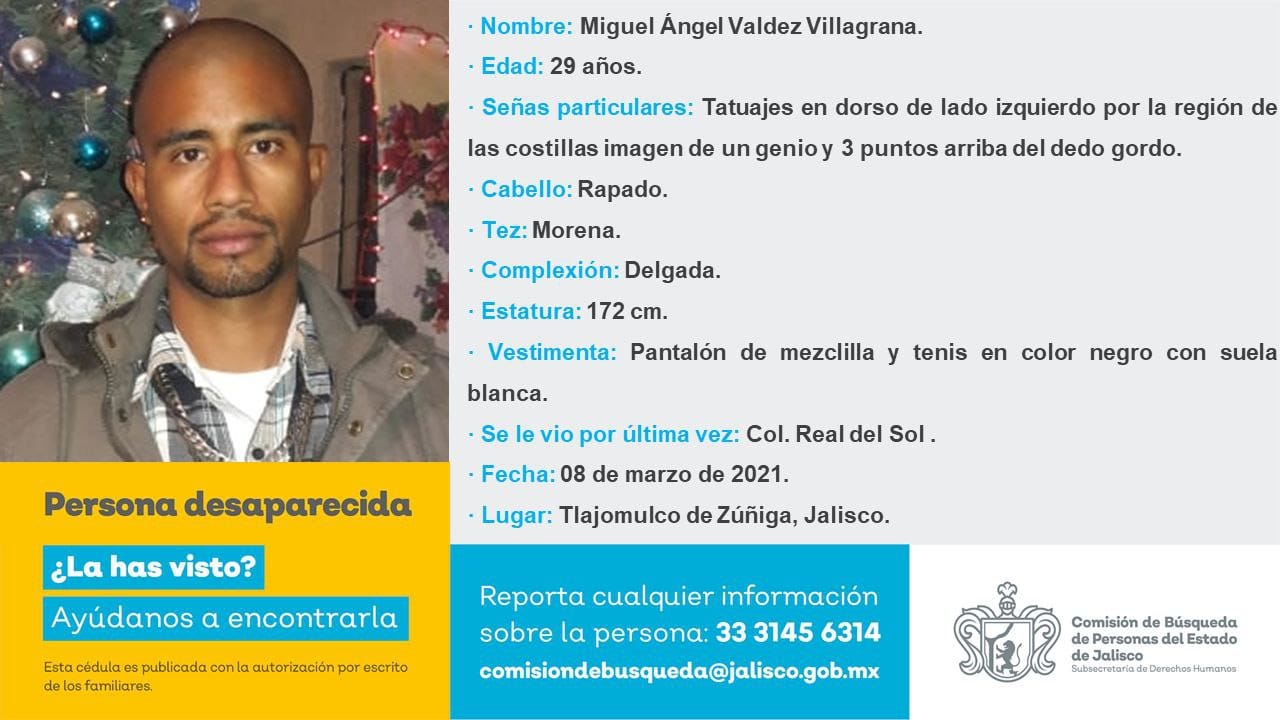 · Nombre: Miguel Ángel Valdez Villagrana.
· Edad: 29 años.
· Señas particulares: Tatuajes en dorso de lado izquierdo por la región de
las costillas imagen de un genio y 3 puntos arriba del dedo gordo.
· Cabello: Rapado.
· Tez: Morena.
· Complexión: Delgada.
· Estatura: 172 cm.
· Vestimenta: Pantalón de mezclilla y tenis en color negro con suela
blanca.
· Se le vio por última vez: Col. Real del Sol .
· Fecha: 08 de marzo de 2021.
· Lugar: Tlajomulco de Zúñiga, Jalisco.
Persona desaparecida
¿La has visto?
Ayúdanos a encontrarla
Esta cédula es publicada con la autorización por escrito
de los familiares.
Reporta cualquier información
sobre la persona: 33 3145 6314
comisiondebusqueda@jalisco.gob.mx
Comisión de Búsqueda
de Personas del Estado
de Jalisco
Subsecretaría de Derechos Humanos